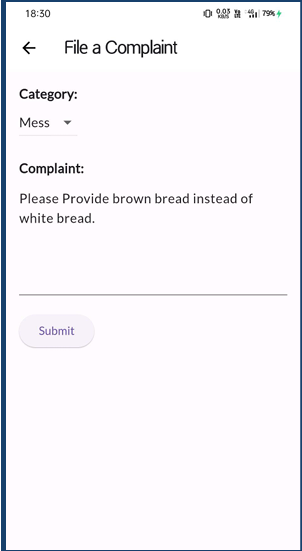 18:30
0.03 KB/S 4G 79%
File a Complaint
Category:
Mess
Complaint:
Please Provide brown bread instead of
white bread.
Submit